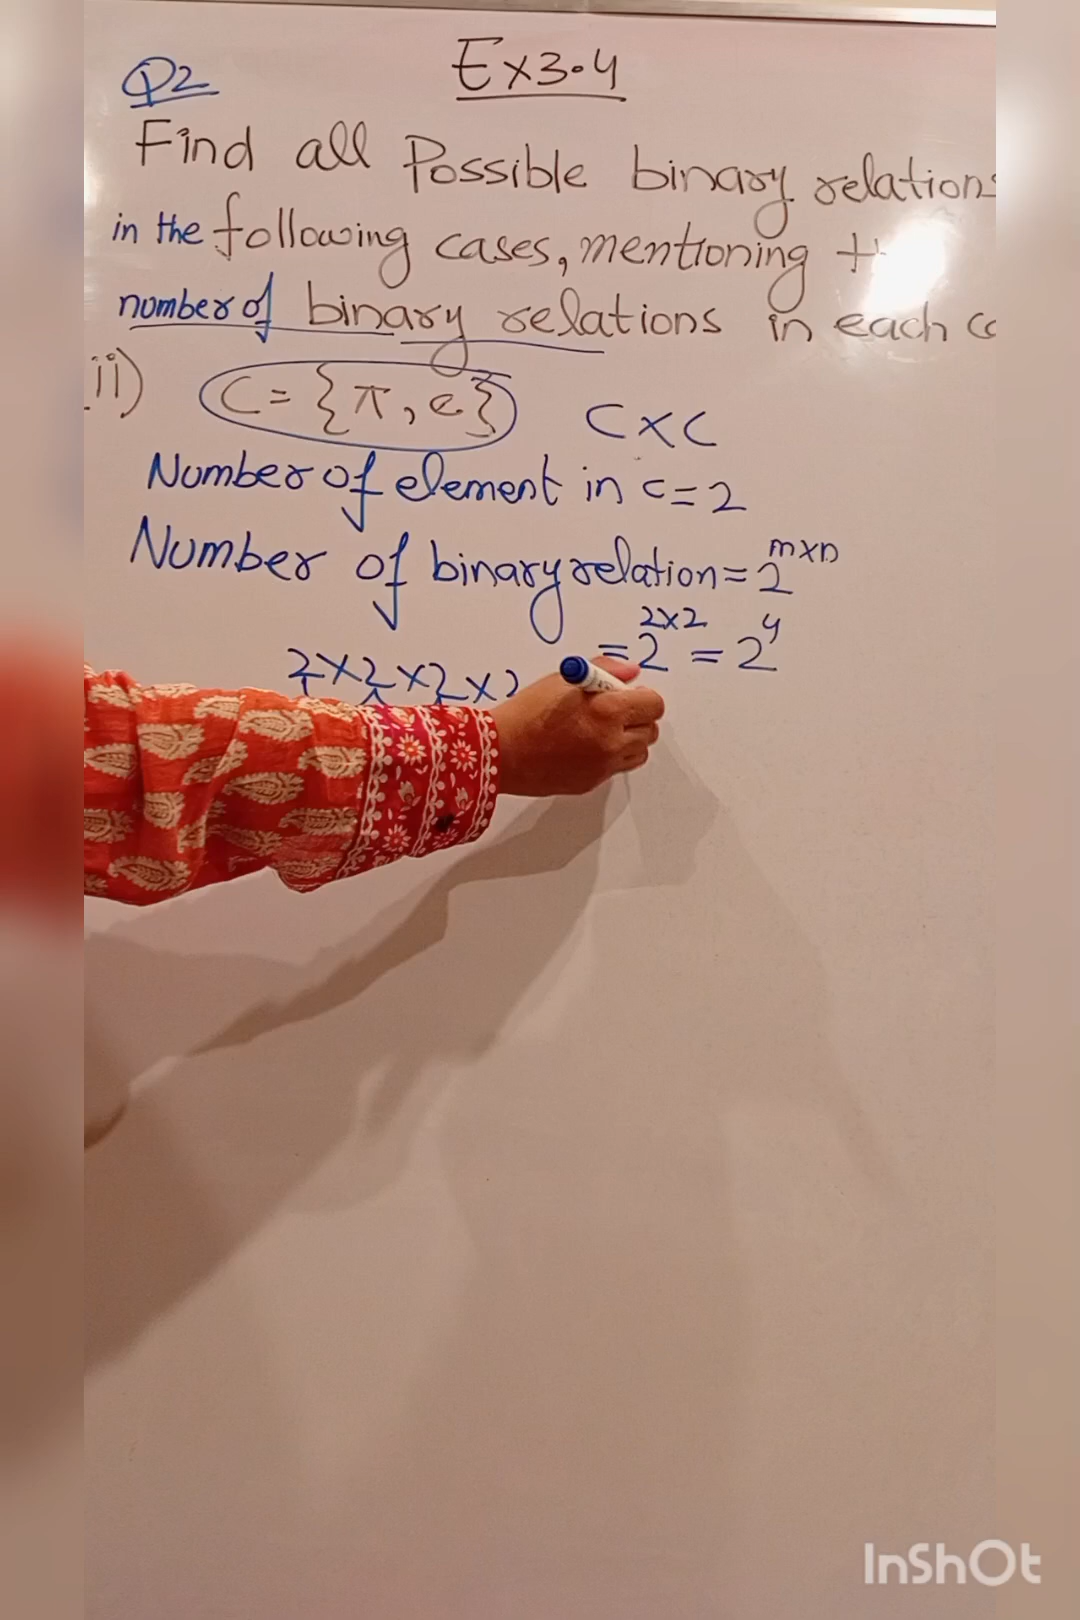 Q2 Ex3.4
Find all Possible binary relations
in the following cases, mentioning
number of binary relations in each
ii) C = {π, e} C×C
Number of element in C = 2
Number of binary relation = 2^m×n
= 2^2×2 = 2^4
2×2×2×2
InShOt